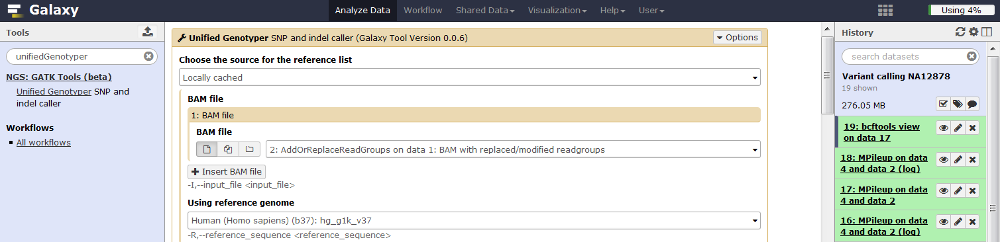 Galaxy
Analyze Data Workflow Shared Data Visualization Help User
Using 4%
Tools
unifiedGenotyper
NGS: GATK Tools (beta)
Unified Genotyper SNP and
indel caller
Workflows
All workflows
Unified Genotyper SNP and indel caller (Galaxy Tool Version 0.0.6)
Options
Choose the source for the reference list
Locally cached
BAM file
1: BAM file
BAM file
2: AddOrReplaceReadGroups on data 1: BAM with replaced/modified readgroups
Insert BAM file
-I,--input_file <input_file>
Using reference genome
Human (Homo sapiens) (b37): hg_g1k_v37
-R,--reference_sequence <reference_sequence>
History
search datasets
Variant calling NA12878
19 shown
276.05 MB
19: bcftools view
on data 17
18: MPileup on data
4 and data 2 (log)
17: MPileup on data
4 and data 2
16: MPileup on data
4 and data 2 (log)